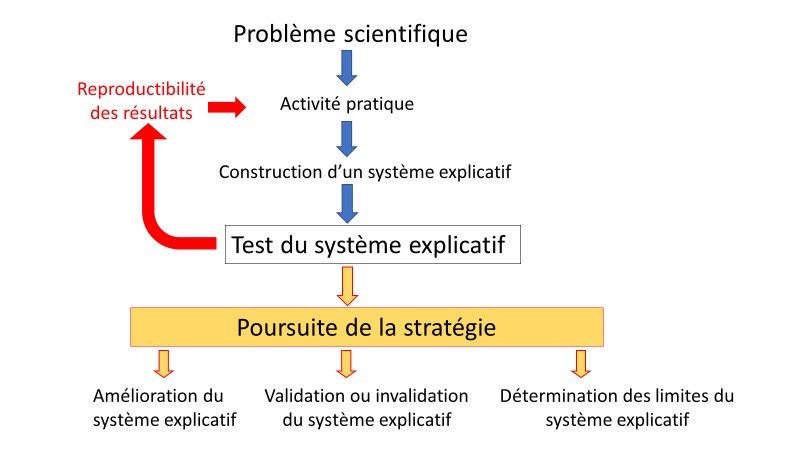 Problème scientifique
Reproductibilité
des résultats
Activité pratique
Construction d’un système explicatif
Test du système explicatif
Poursuite de la stratégie
Amélioration du
système explicatif
Validation ou invalidation
du système explicatif
Détermination des limites du
système explicatif